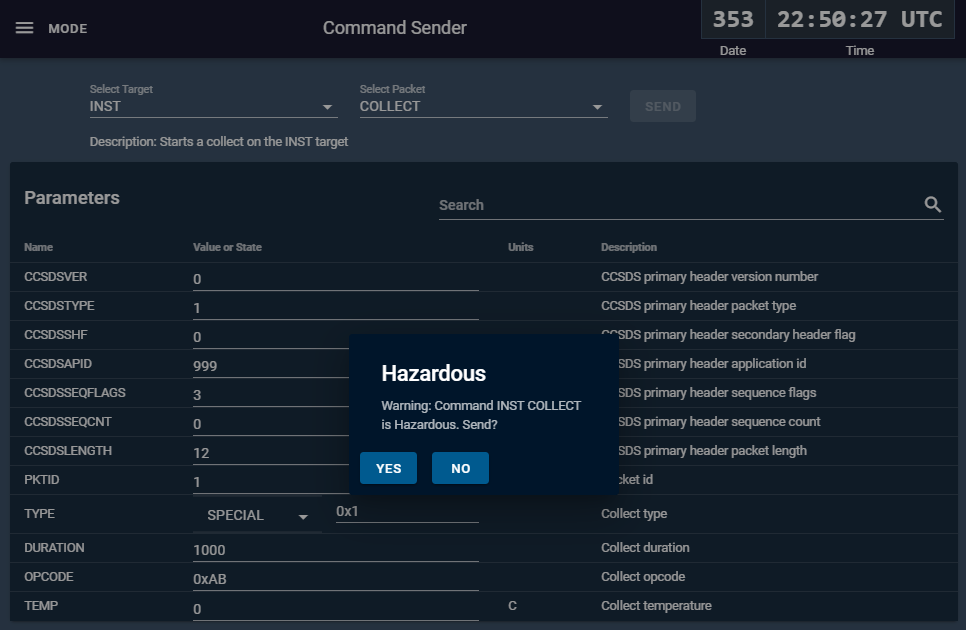 MODE
Command Sender
353
22:50:27 UTC
Date
Time
Select Target
INST
Select Packet
COLLECT
SEND
Description: Starts a collect on the INST target
Parameters
Search
Name Value or State Units Description
CCSDSVER 0 CCSDS primary header version number
CCSDSTYPE 1 CCSDS primary header packet type
CCSDSSHF 0 CCSDS primary header secondary header flag
CCSDSAPID 999 SDS primary header application id
CCSDSSEQFLAGS 3 SDS primary header sequence flags
CCSDSSEQCNT 0 SDS primary header sequence count
CCSDSLENGTH 12 SDS primary header packet length
PKTID 1 cket id
TYPE SPECIAL 0x1 Collect type
DURATION 1000 Collect duration
OPCODE 0xAB Collect opcode
TEMP 0 C Collect temperature
Hazardous
Warning: Command INST COLLECT
is Hazardous. Send?
YES
NO